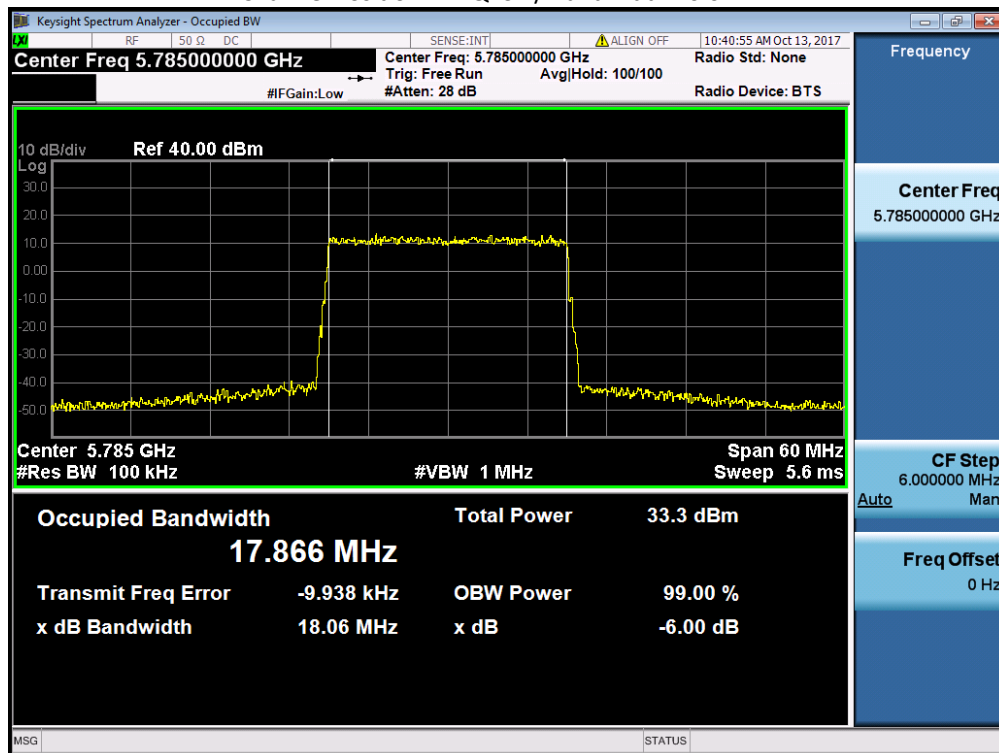 Keysight Spectrum Analyzer - Occupied BW
LXI RF 50 Ω DC SENSE:INT ALIGN OFF 10:40:55 AM Oct 13, 2017
Center Freq 5.785000000 GHz
Center Freq: 5.785000000 GHz
Radio Std: None
Trig: Free Run Avg|Hold: 100/100
#IFGain:Low #Atten: 28 dB Radio Device: BTS
10 dB/div Ref 40.00 dBm
Log
30.0
20.0
10.0
0.00
-10.0
-20.0
-30.0
-40.0
-50.0
Center 5.785 GHz Span 60 MHz
#Res BW 100 kHz #VBW 1 MHz Sweep 5.6 ms
Occupied Bandwidth Total Power 33.3 dBm
17.866 MHz
Transmit Freq Error -9.938 kHz OBW Power 99.00 %
x dB Bandwidth 18.06 MHz x dB -6.00 dB
Frequency
Center Freq
5.785000000 GHz
CF Step
6.000000 MHz
Auto Man
Freq Offset
0 Hz
MSG STATUS